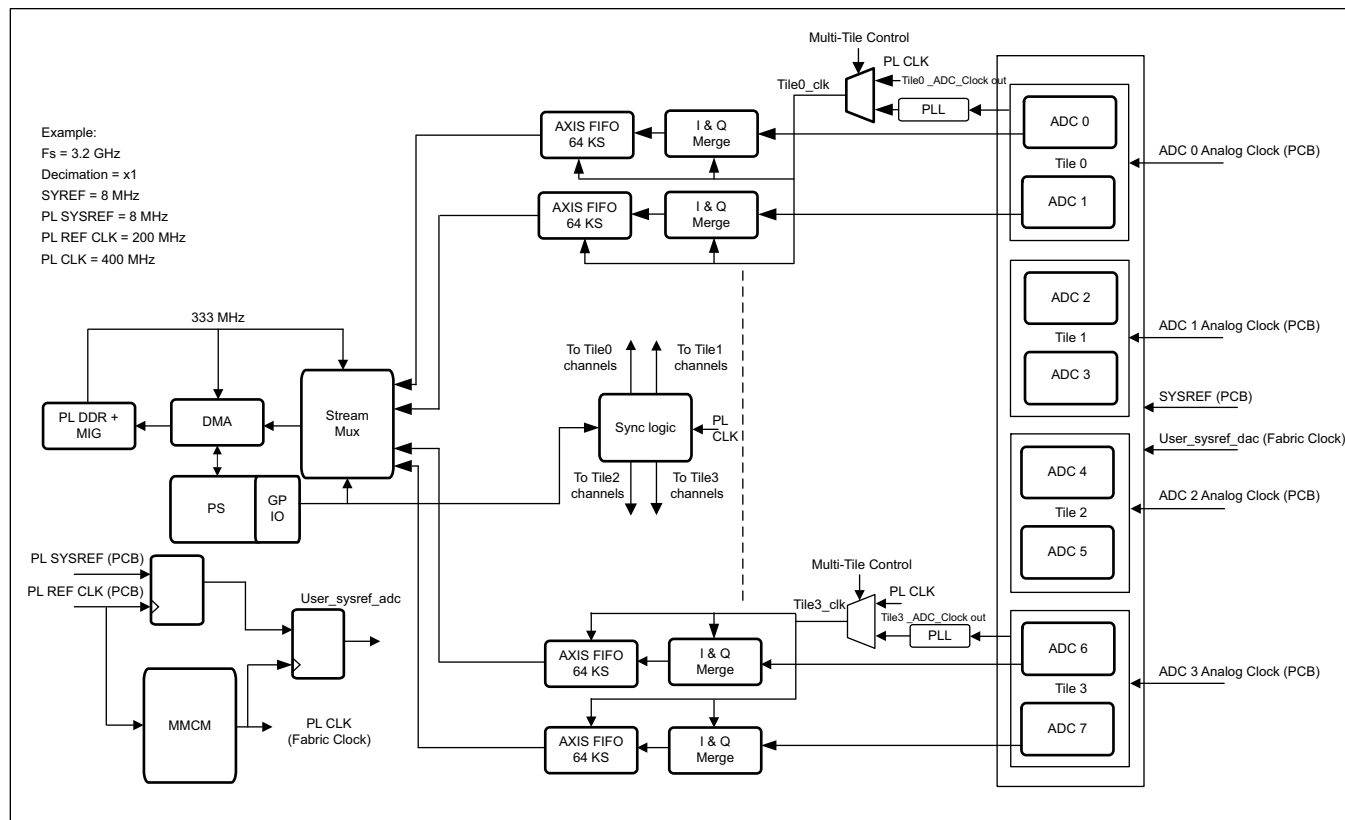 Multi-Tile Control
PL CLK
Tile0_clk
Tile0 _ADC_Clock out
PLL
Example:
Fs = 3.2 GHz
Decimation = x1
SYREF = 8 MHz
PL SYSREF = 8 MHz
PL REF CLK = 200 MHz
PL CLK = 400 MHz
AXIS FIFO
64 KS
I & Q
Merge
AXIS FIFO
64 KS
I & Q
Merge
ADC 0
Tile 0
ADC 1
ADC 0 Analog Clock (PCB)
ADC 2
Tile 1
ADC 3
ADC 1 Analog Clock (PCB)
SYSREF (PCB)
User_sysref_dac (Fabric Clock)
ADC 4
Tile 2
ADC 5
ADC 2 Analog Clock (PCB)
333 MHz
PL DDR +
MIG
DMA
Stream
Mux
PS
GP
IO
To Tile0
channels
To Tile1
channels
Sync logic
PL
CLK
To Tile2
channels
To Tile3
channels
PL SYSREF (PCB)
PL REF CLK (PCB)
User_sysref_adc
MMCM
PL CLK
(Fabric Clock)
Multi-Tile Control
PL CLK
Tile3_clk
Tile3 _ADC_Clock out
PLL
AXIS FIFO
64 KS
I & Q
Merge
AXIS FIFO
64 KS
I & Q
Merge
ADC 6
Tile 3
ADC 7
ADC 3 Analog Clock (PCB)